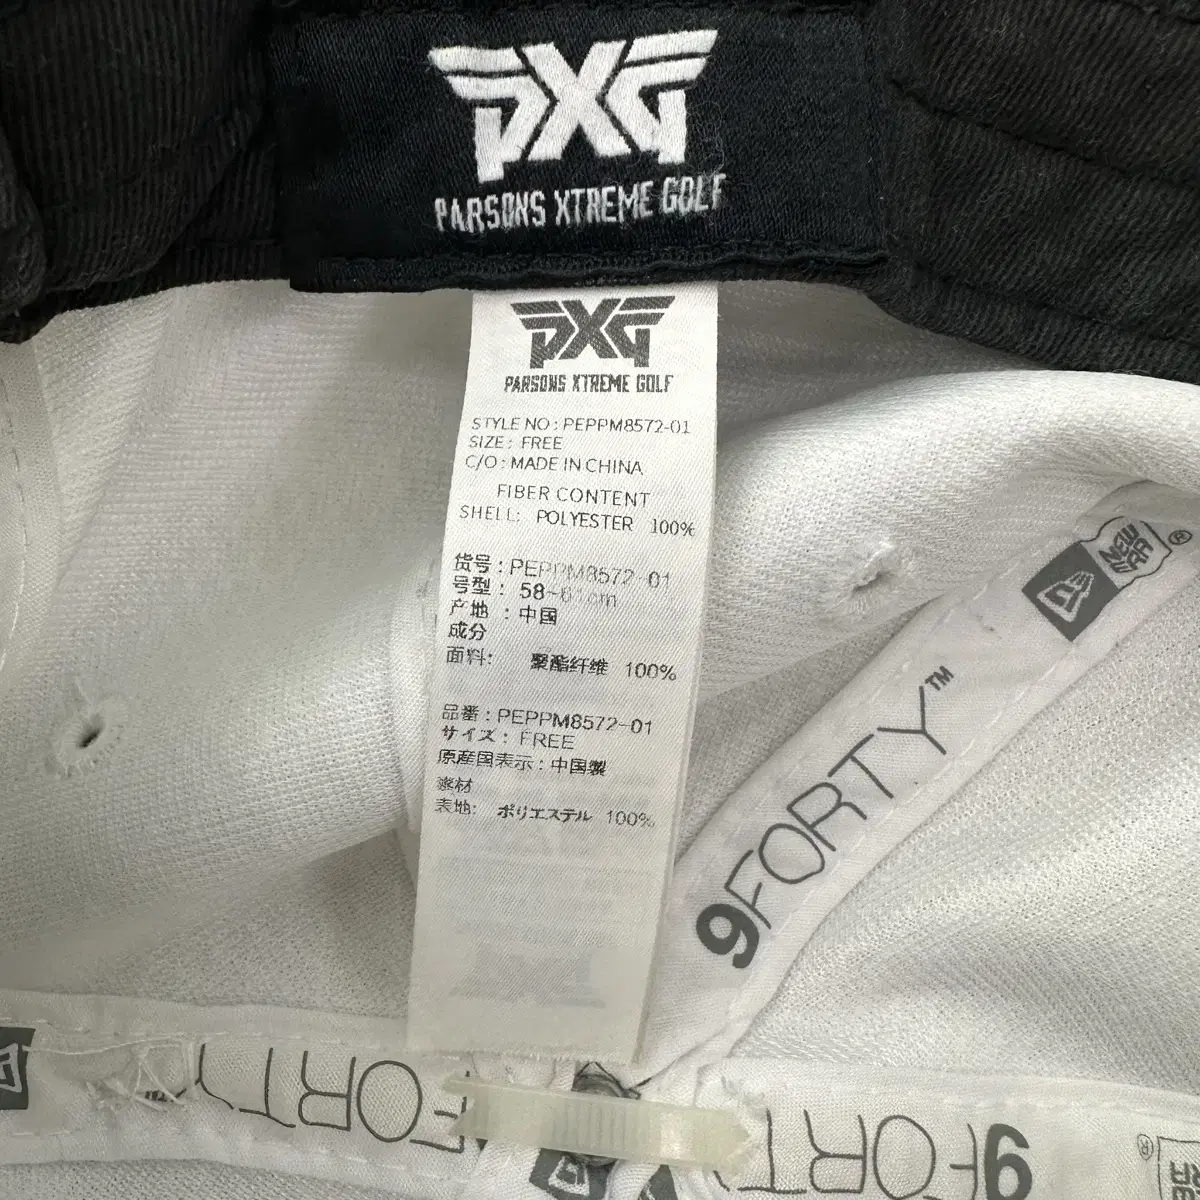 PXG
PARSONS XTREME GOLF
PXG
PARSONS XTREME GOLF
STYLE NO : PEPPM8572-01
SIZE : FREE
C/O : MADE IN CHINA
FIBER CONTENT
SHELL: POLYESTER 100%
货号 : PEPPM8572-01
号型 : 58~61cm
产地 : 中国
成分
面料: 聚酯纤维 100%
品番 : PEPPM8572-01
サイズ : FREE
原産国表示 : 中国製
素材
表地: ポリエステル 100%
NEW ERA®
9FORTY™
FORTY
9FORTY